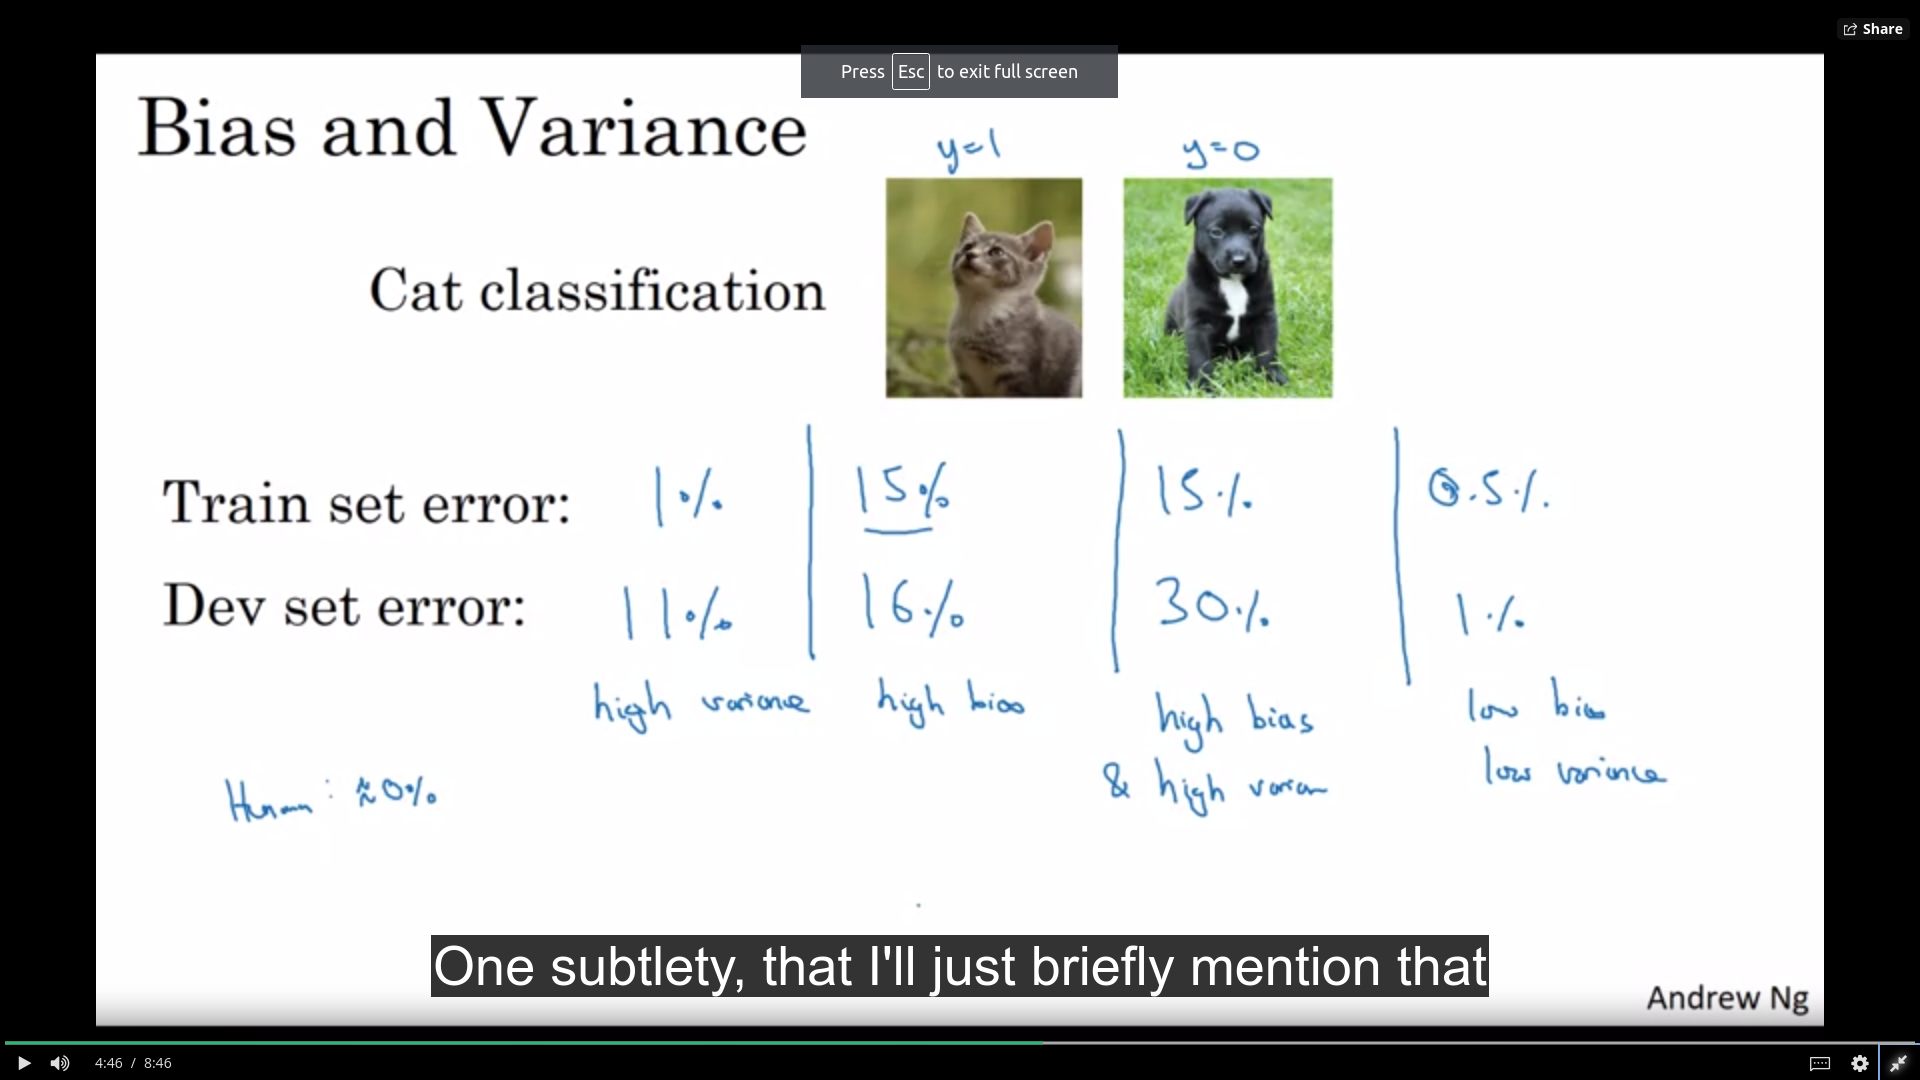 Share
Press Esc to exit full screen
Bias and Variance
y=1 y=0
Cat classification
Train set error: 1% 15% 15% 0.5%
Dev set error: 11% 16% 30% 1%
high variance high bias high bias low bias
& high varian low variance
Human: ≈0%
One subtlety, that I'll just briefly mention that
Andrew Ng
4:46 / 8:46